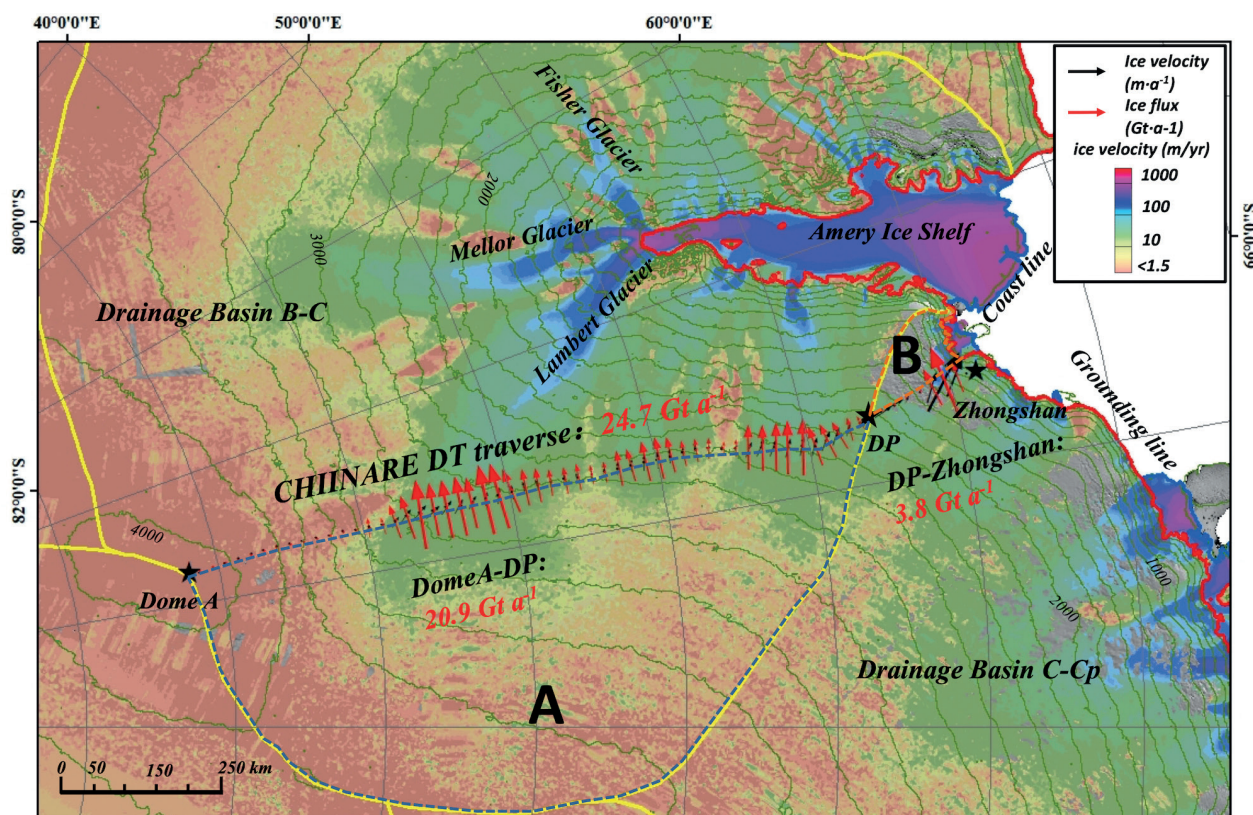 40°0'0"E
50°0'0"E
60°0'0"E
Ice velocity
(m·a⁻¹)
Ice flux
(Gt·a-1)
ice velocity (m/yr)
1000
100
10
<1.5
80°0'0"S
82°0'0"S
66°0'0"S
Fisher Glacier
2000
3000
Mellor Glacier
Amery Ice Shelf
Coast line
Drainage Basin B-C
Lambert Glacier
B
Grounding line
Zhongshan
CHIINARE DT traverse: 24.7 Gt a⁻¹
DP
DP-Zhongshan:
3.8 Gt a⁻¹
4000
Dome A
DomeA-DP:
20.9 Gt a⁻¹
1000
2000
Drainage Basin C-Cp
A
0 50 150 250 km